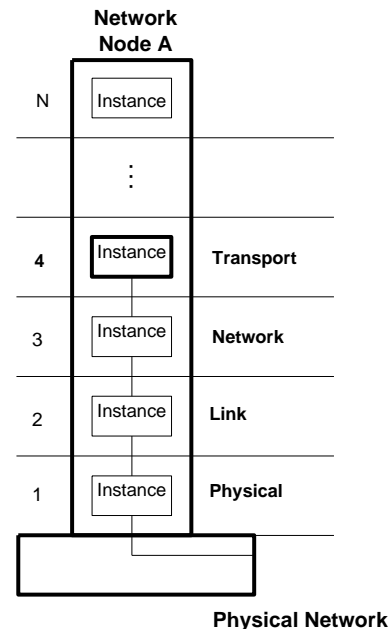 Network
Node A
N
Instance
⋮
4
Instance
Transport
3
Instance
Network
2
Instance
Link
1
Instance
Physical
Physical Network